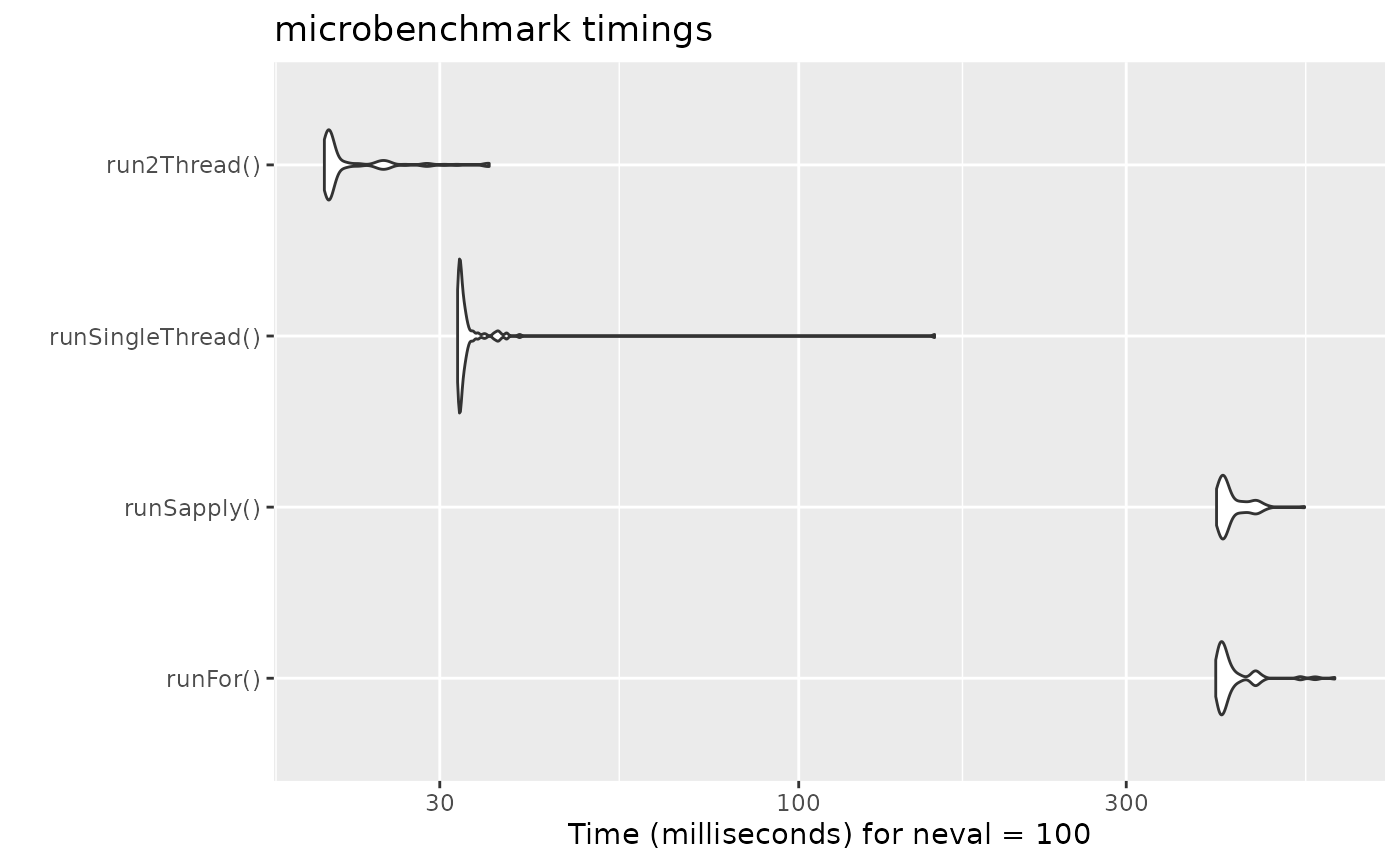 microbenchmark timings
run2Thread()
runSingleThread()
runSapply()
runFor()
30
100
300
Time (milliseconds) for neval = 100